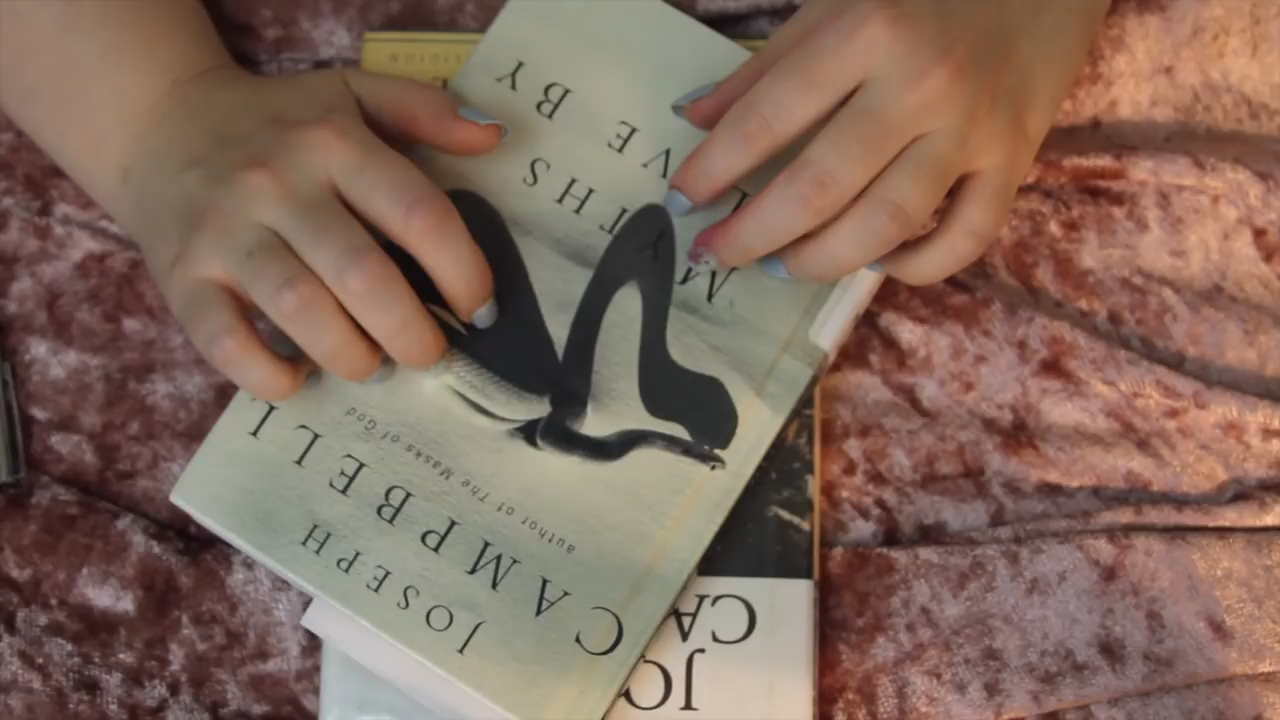 JOSEPH
CAMPBELL
author of The Masks of God
MYTHS
L VE
BY
JO
CA